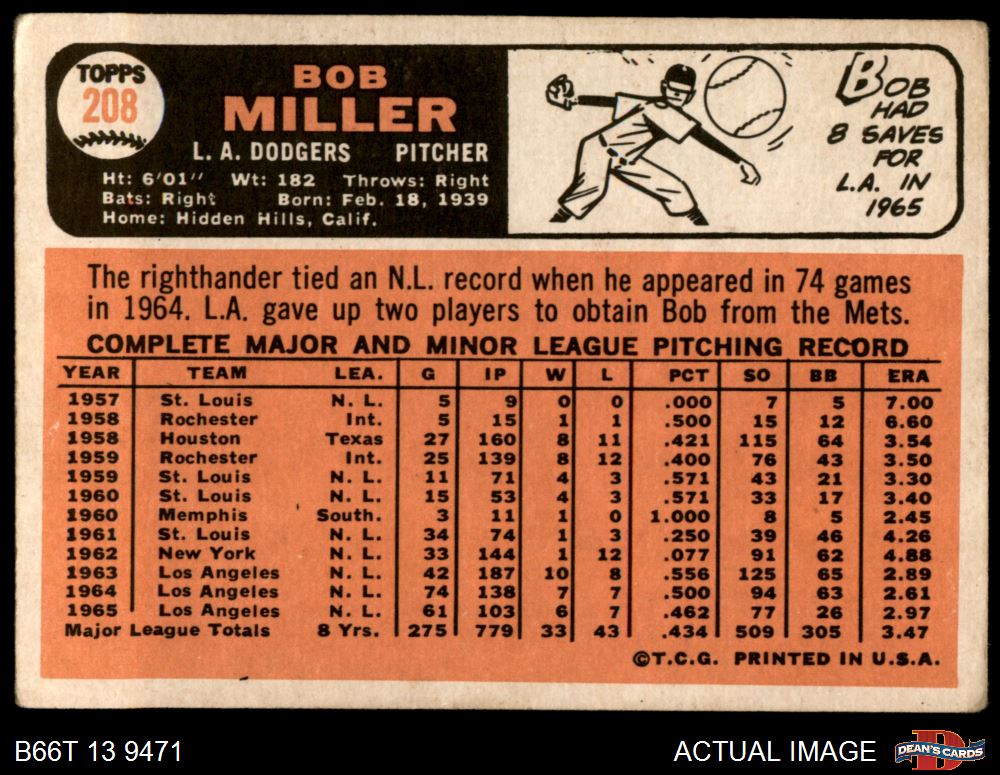 TOPPS
208
BOB
MILLER
L. A. DODGERS PITCHER
Ht: 6'01" Wt: 182 Throws: Right
Bats: Right Born: Feb. 18, 1939
Home: Hidden Hills, Calif.
BOB
HAD
8 SAVES
FOR
L.A. IN
1965
The righthander tied an N.L. record when he appeared in 74 games
in 1964. L.A. gave up two players to obtain Bob from the Mets.
COMPLETE MAJOR AND MINOR LEAGUE PITCHING RECORD
YEAR TEAM LEA. G IP W L PCT SO BB ERA
1957 St. Louis N. L. 5 9 0 0 .000 7 5 7.00
1958 Rochester Int. 5 15 1 1 .500 15 12 6.60
1958 Houston Texas 27 160 8 11 .421 115 64 3.54
1959 Rochester Int. 25 139 8 12 .400 76 43 3.50
1959 St. Louis N. L. 11 71 4 3 .571 43 21 3.30
1960 St. Louis N. L. 15 53 4 3 .571 33 17 3.40
1960 Memphis South. 3 11 1 0 1.000 8 5 2.45
1961 St. Louis N. L. 34 74 1 3 .250 39 46 4.26
1962 New York N. L. 33 144 1 12 .077 91 62 4.88
1963 Los Angeles N. L. 42 187 10 8 .556 125 65 2.89
1964 Los Angeles N. L. 74 138 7 7 .500 94 63 2.61
1965 Los Angeles N. L. 61 103 6 7 .462 77 26 2.97
Major League Totals 8 Yrs. 275 779 33 43 .434 509 305 3.47
©T.C.G. PRINTED IN U.S.A.
B66T 13 9471
ACTUAL IMAGE
DEAN'S CARDS